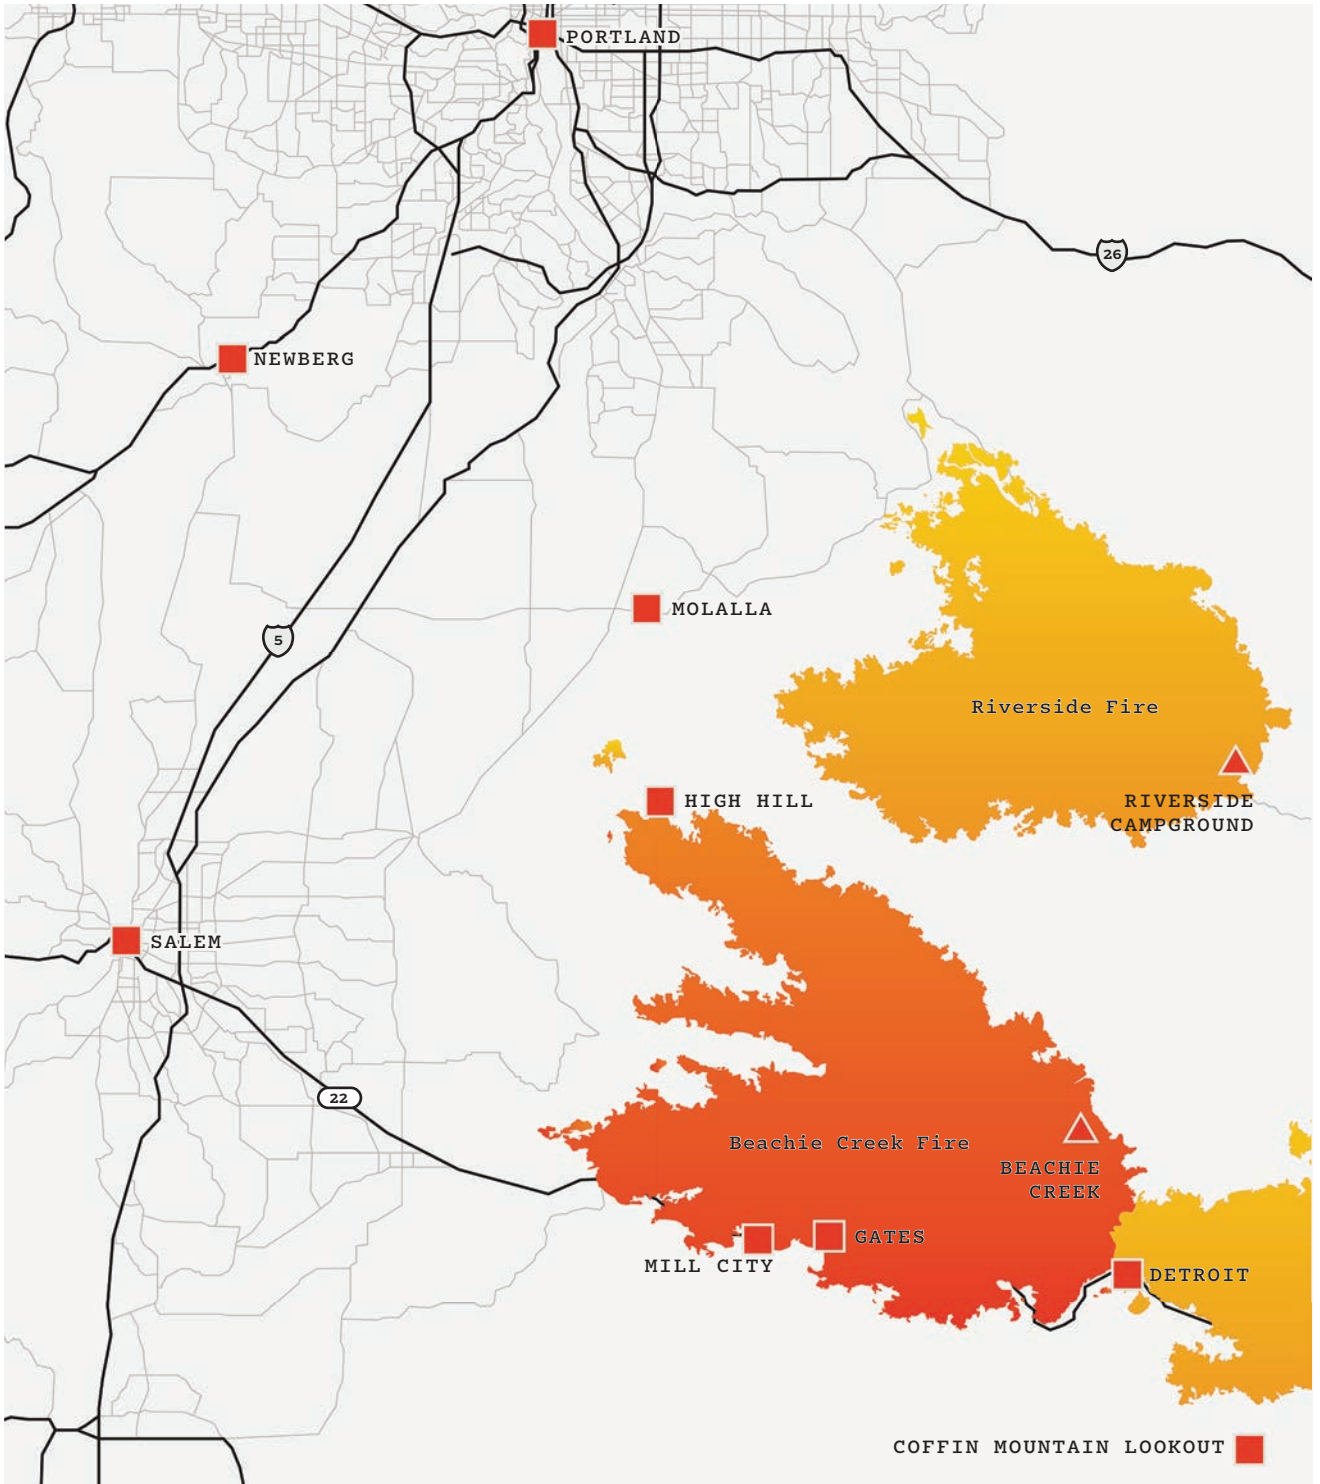 PORTLAND
26
NEWBERG
MOLALLA
5
Riverside Fire
HIGH HILL
RIVERSIDE
CAMPGROUND
SALEM
22
Beachie Creek Fire
BEACHIE
CREEK
GATES
MILL CITY
DETROIT
COFFIN MOUNTAIN LOOKOUT